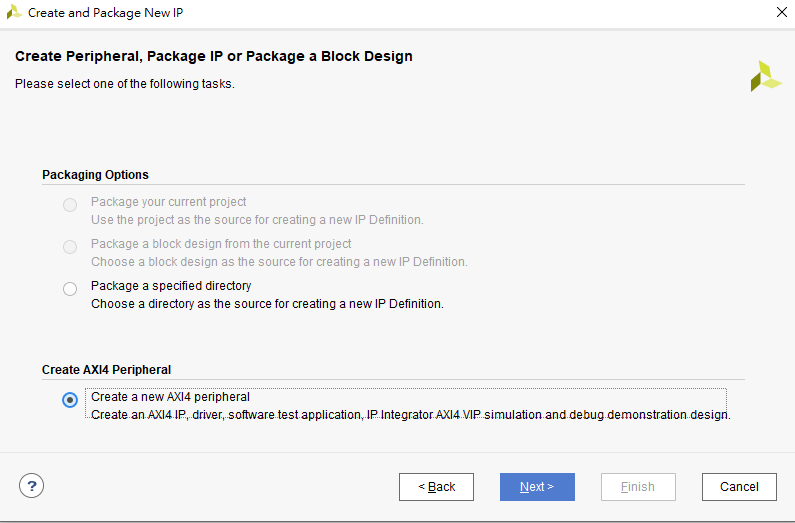 Create and Package New IP
Create Peripheral, Package IP or Package a Block Design
Please select one of the following tasks.
Packaging Options
Package your current project
Use the project as the source for creating a new IP Definition.
Package a block design from the current project
Choose a block design as the source for creating a new IP Definition.
Package a specified directory
Choose a directory as the source for creating a new IP Definition.
Create AXI4 Peripheral
Create a new AXI4 peripheral
Create an AXI4 IP, driver, software test application, IP Integrator AXI4 VIP simulation and debug demonstration design.
?
< Back
Next >
Finish
Cancel